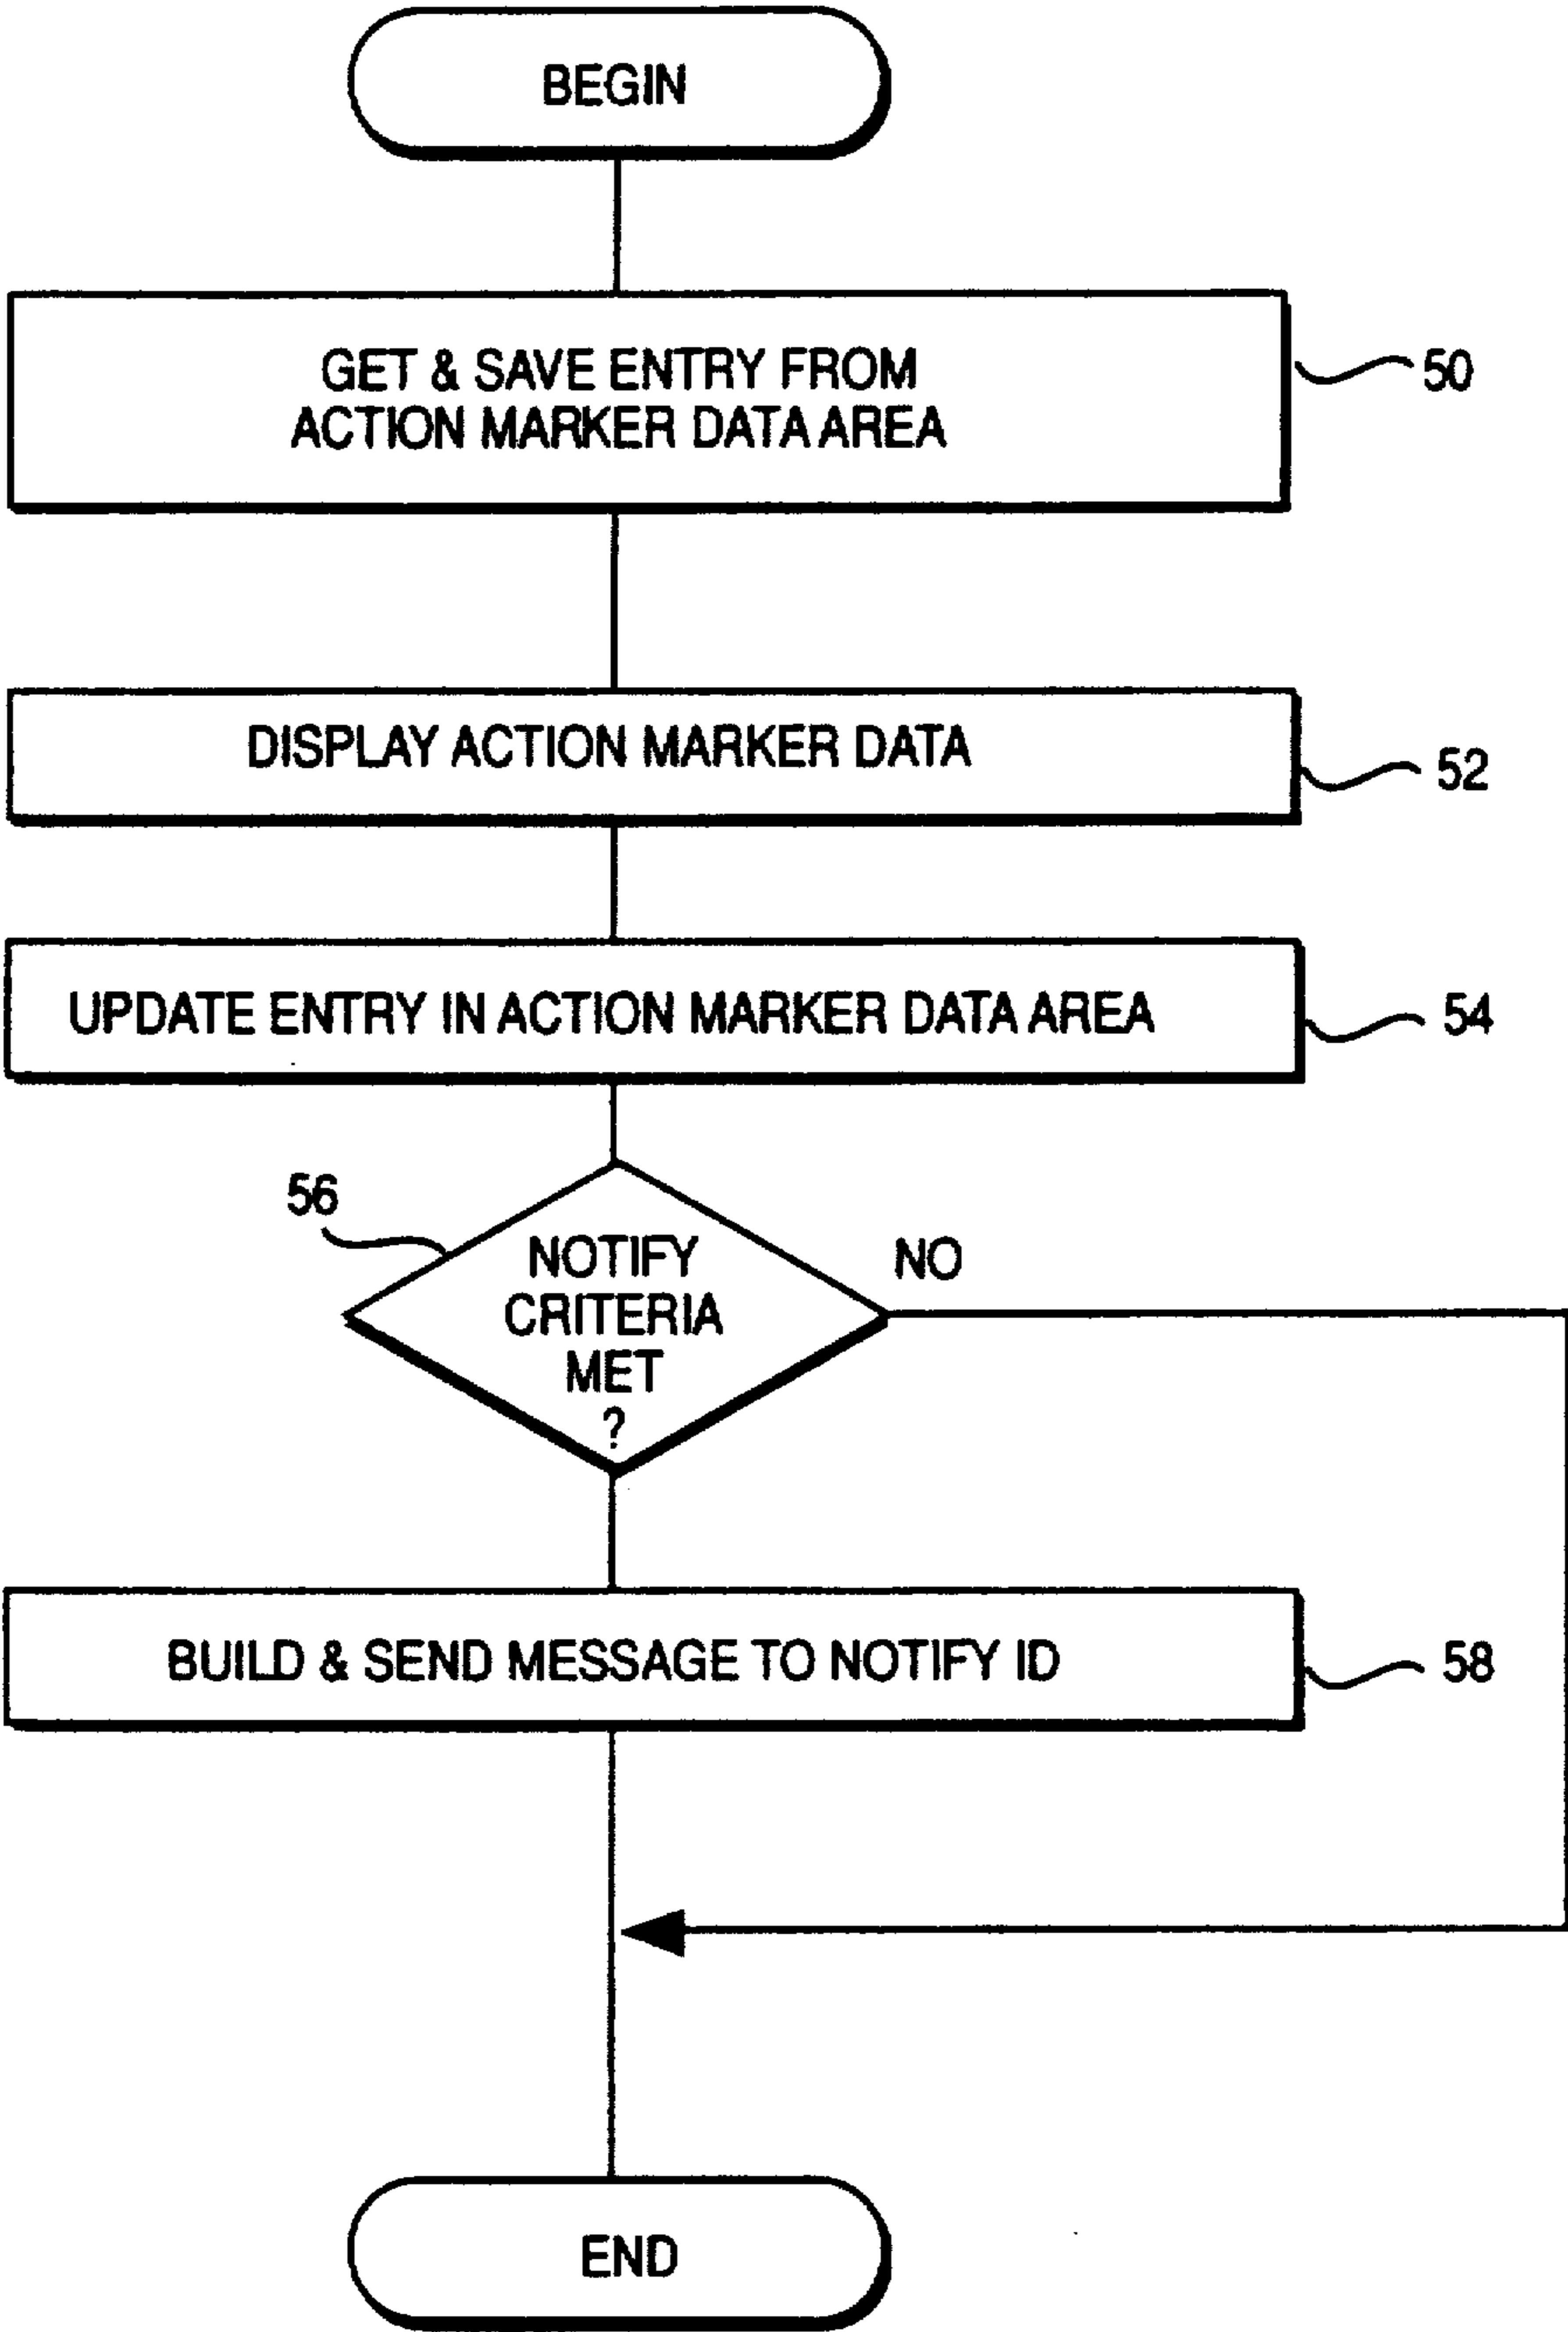 BEGIN
GET & SAVE ENTRY FROM
ACTION MARKER DATA AREA
50
DISPLAY ACTION MARKER DATA
52
UPDATE ENTRY IN ACTION MARKER DATA AREA
54
56
NOTIFY
CRITERIA
MET
?
NO
BUILD & SEND MESSAGE TO NOTIFY ID
58
END